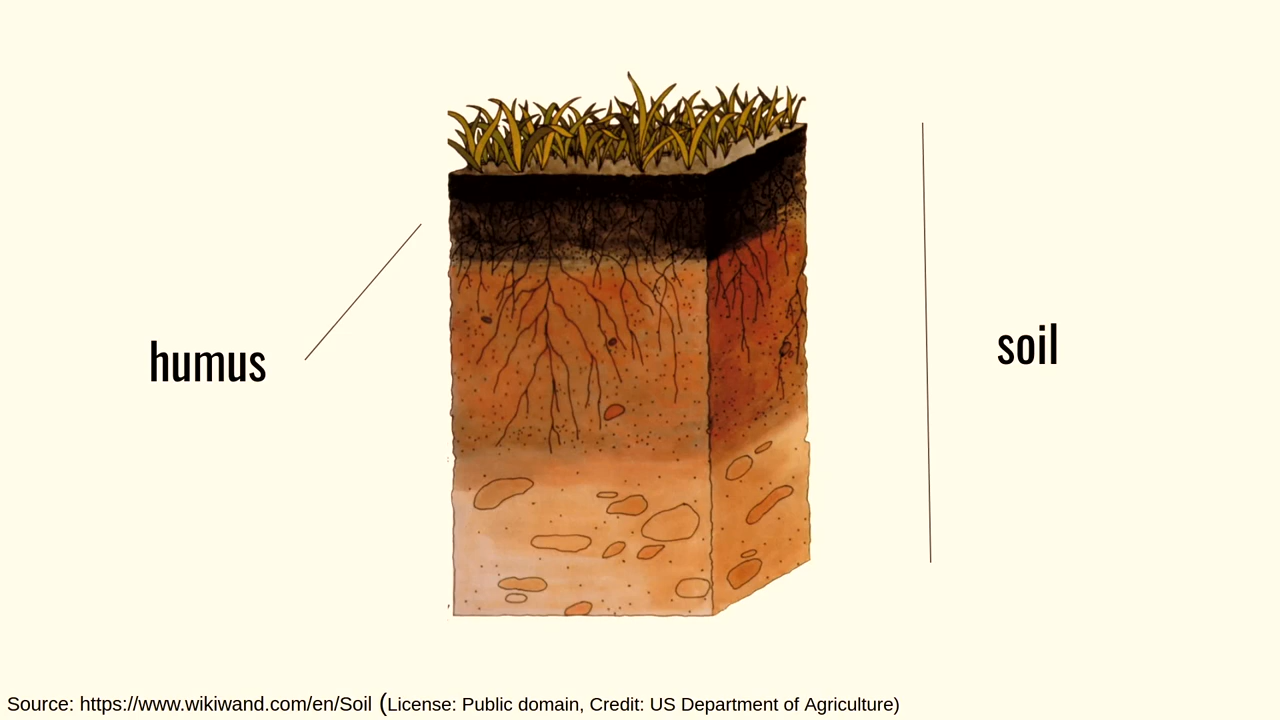 humus
soil
Source: https://www.wikiwand.com/en/Soil (License: Public domain, Credit: US Department of Agriculture)